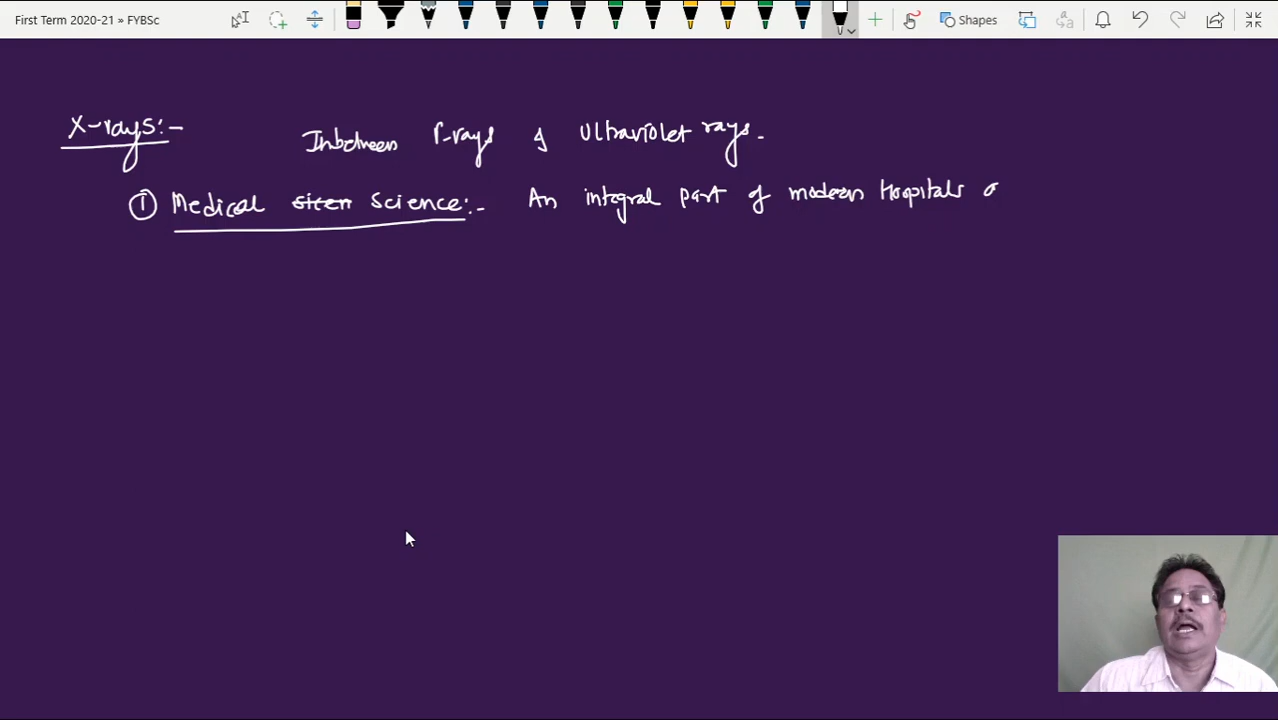 First Term 2020-21 » FYBSc
Shapes
X-rays:- Inbetween Γ-rays & Ultraviolet rays.
① Medical Science:- An integral part of modern Hospitals